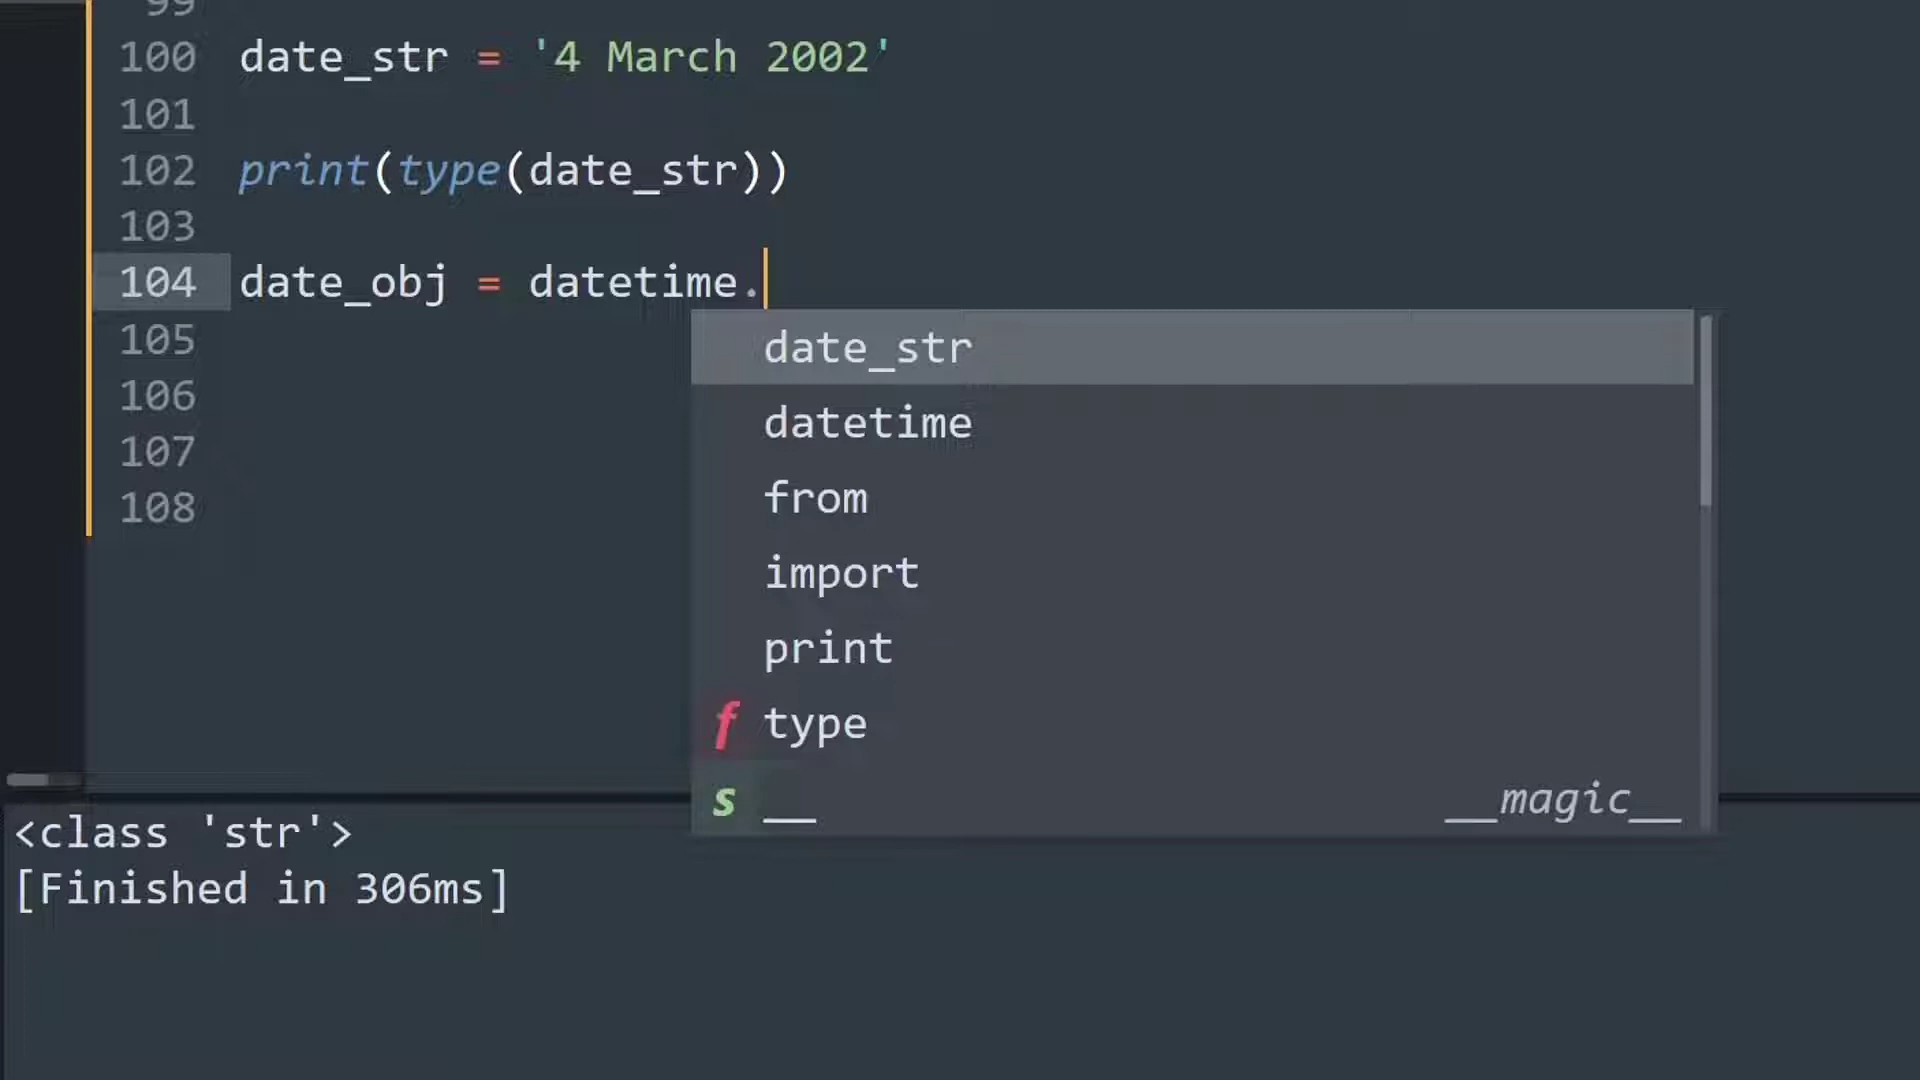 99
100 date_str = '4 March 2002'
101
102 print(type(date_str))
103
104 date_obj = datetime.
105
106
107
108
date_str
datetime
from
import
print
f type
s __ __magic__
<class 'str'>
[Finished in 306ms]